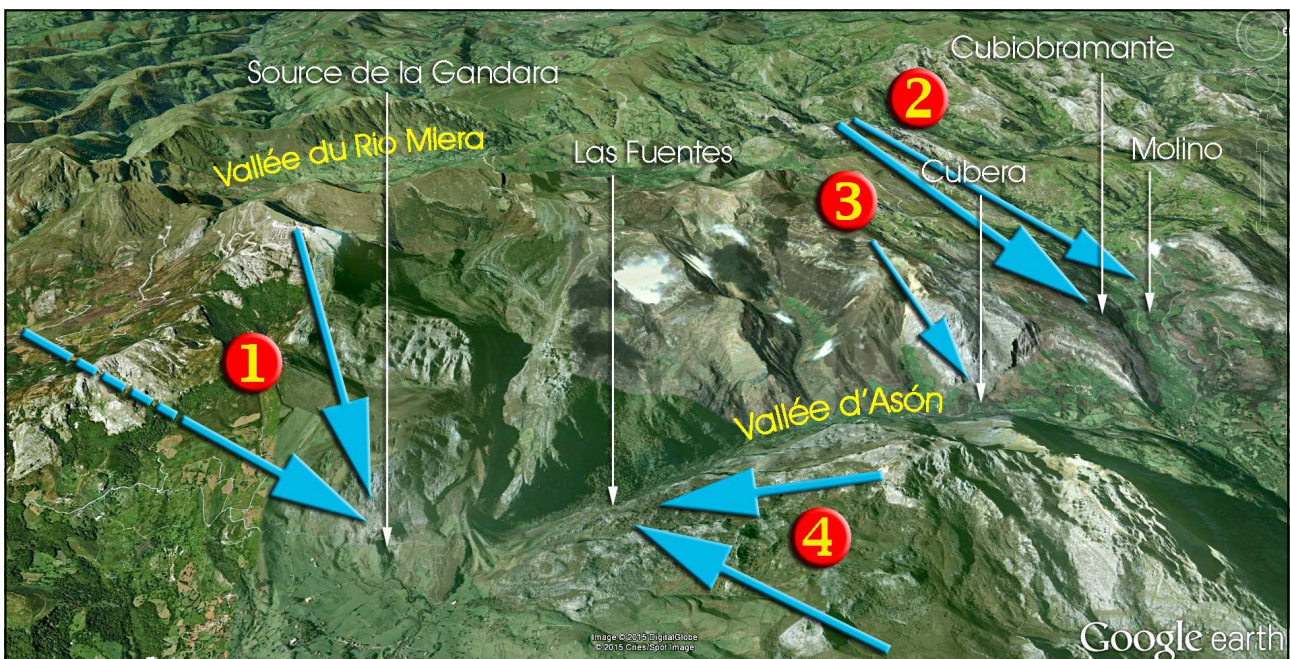 Cubiobramante
Source de la Gandara
2
Vallée du Rio Miera
Las Fuentes
Molino
Cubera
3
1
Vallée d'Asón
4
Image © 2015 DigitalGlobe
© 2015 Cnes/Spot Image
Google earth